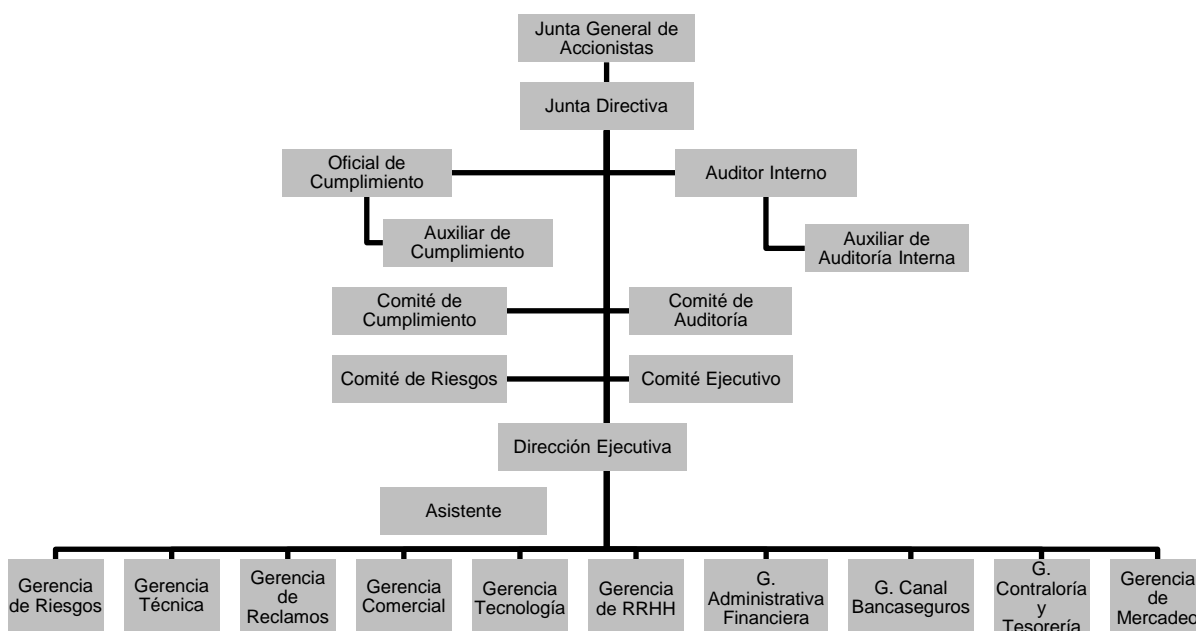 Junta General de
Accionistas
Junta Directiva
Oficial de
Cumplimiento
Auditor Interno
Auxiliar de
Cumplimiento
Auxiliar de
Auditoría Interna
Comité de
Cumplimiento
Comité de
Auditoría
Comité de Riesgos
Comité Ejecutivo
Dirección Ejecutiva
Asistente
Gerencia
de Riesgos
Gerencia
Técnica
Gerencia
de
Reclamos
Gerencia
Comercial
Gerencia
Tecnología
Gerencia
de RRHH
G.
Administrativa
Financiera
G. Canal
Bancaseguros
G.
Contraloría
y
Tesorería
Gerencia
de
Mercadeo